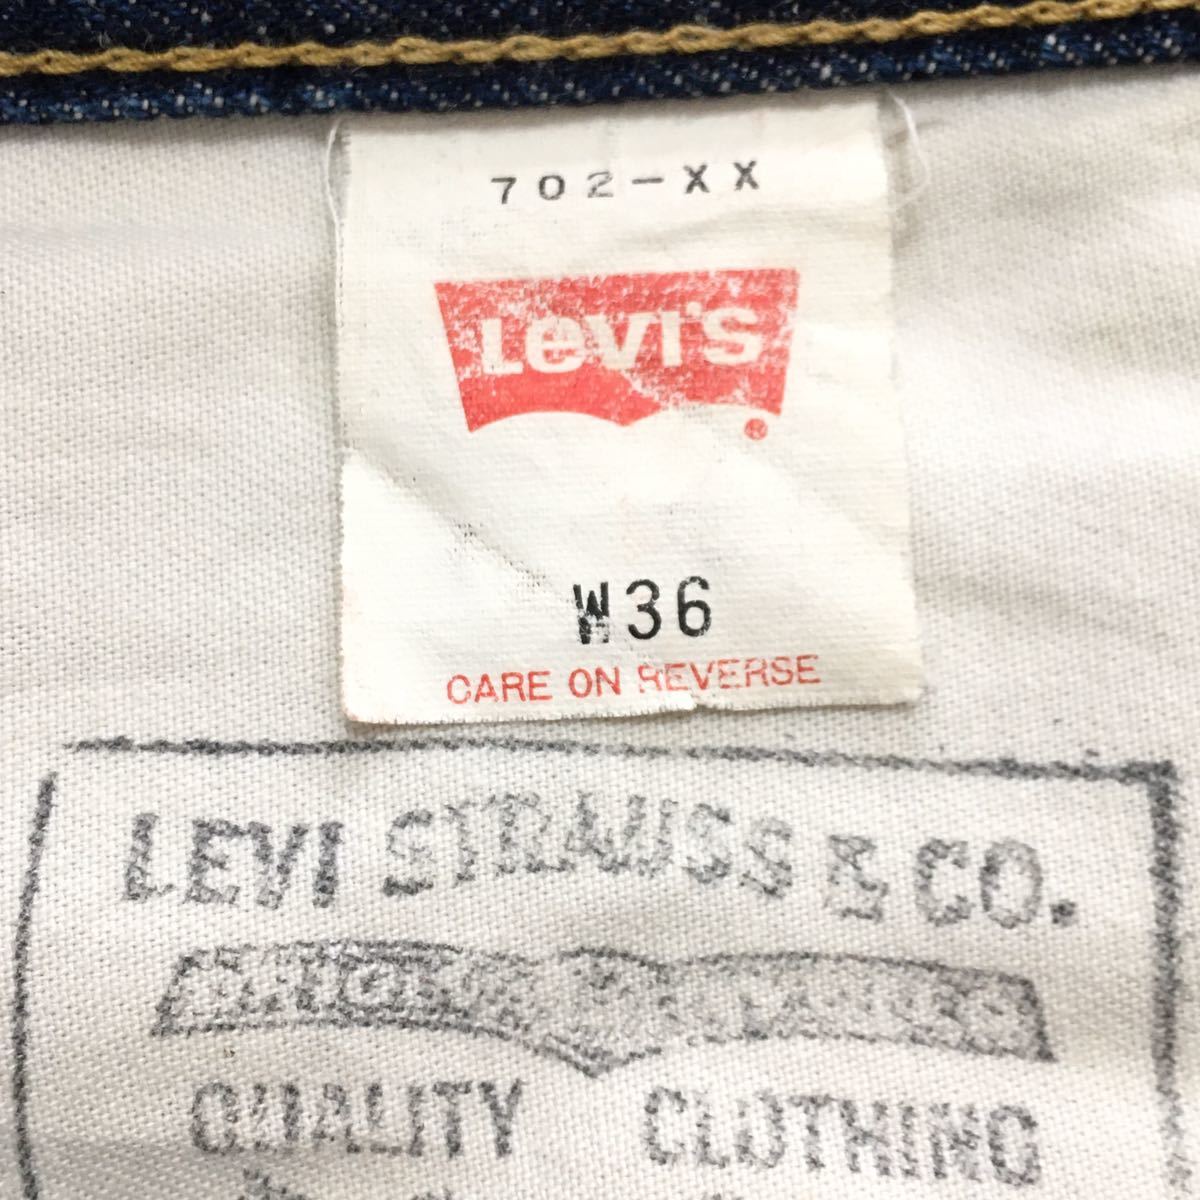 702-XX
Levi's
®
W36
CARE ON REVERSE
LEVI STRAUSS & CO.
QUALITY CLOTHING